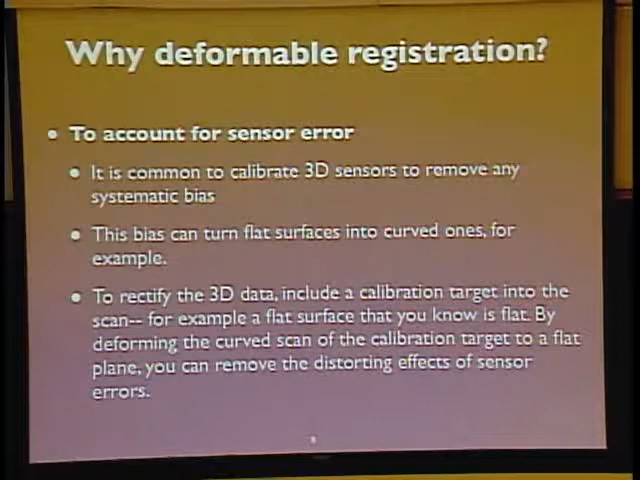 Why deformable registration?
• To account for sensor error
• It is common to calibrate 3D sensors to remove any
systematic bias
• This bias can turn flat surfaces into curved ones, for
example.
• To rectify the 3D data, include a calibration target into the
scan-- for example a flat surface that you know is flat. By
deforming the curved scan of the calibration target to a flat
plane, you can remove the distorting effects of sensor
errors.